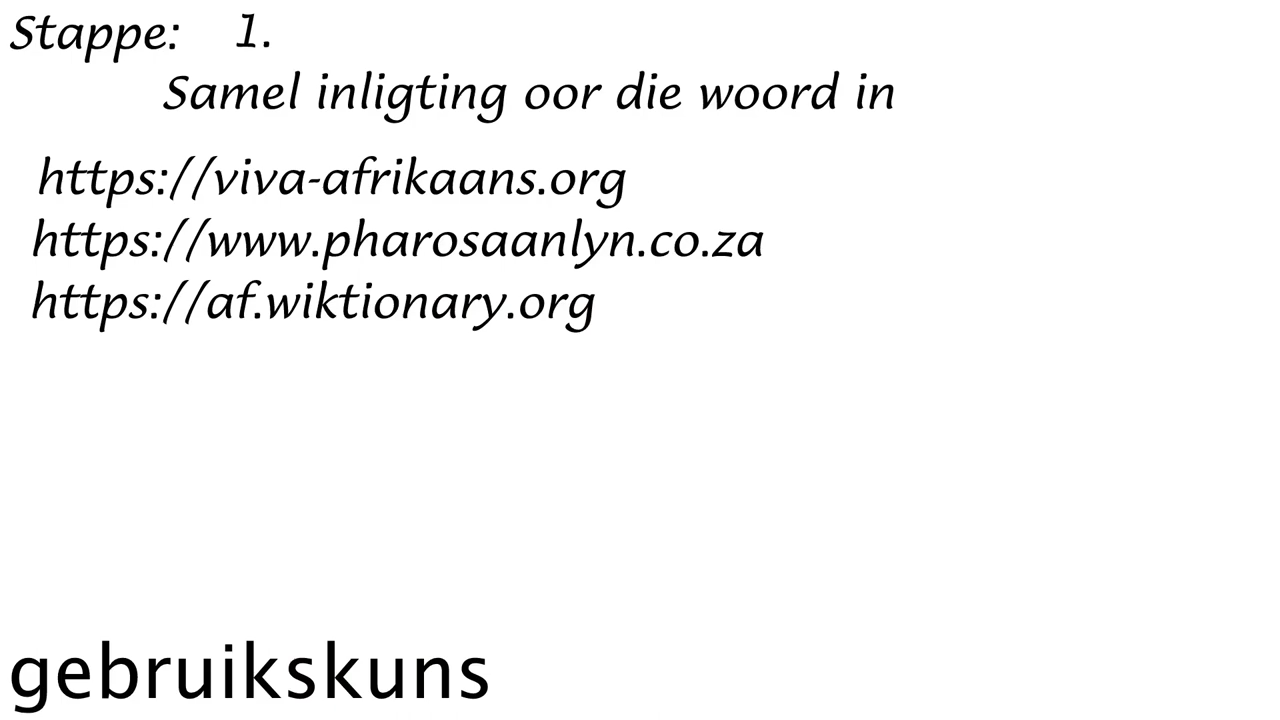 Stappe: 1.
Samel inligting oor die woord in
https://viva-afrikaans.org
https://www.pharosaanlyn.co.za
https://af.wiktionary.org
gebruikskuns